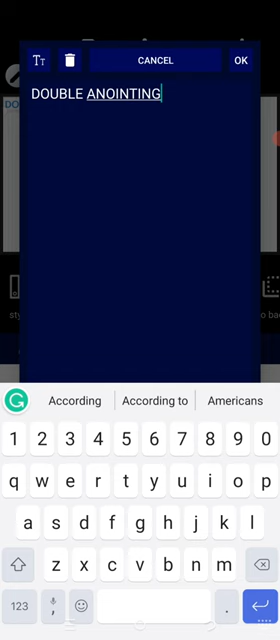 TT CANCEL OK
DOUBLE ANOINTING
According According to Americans
1 2 3 4 5 6 7 8 9 0
q w e r t y u i o p
a s d f g h j k l
z x c v b n m
123 , .